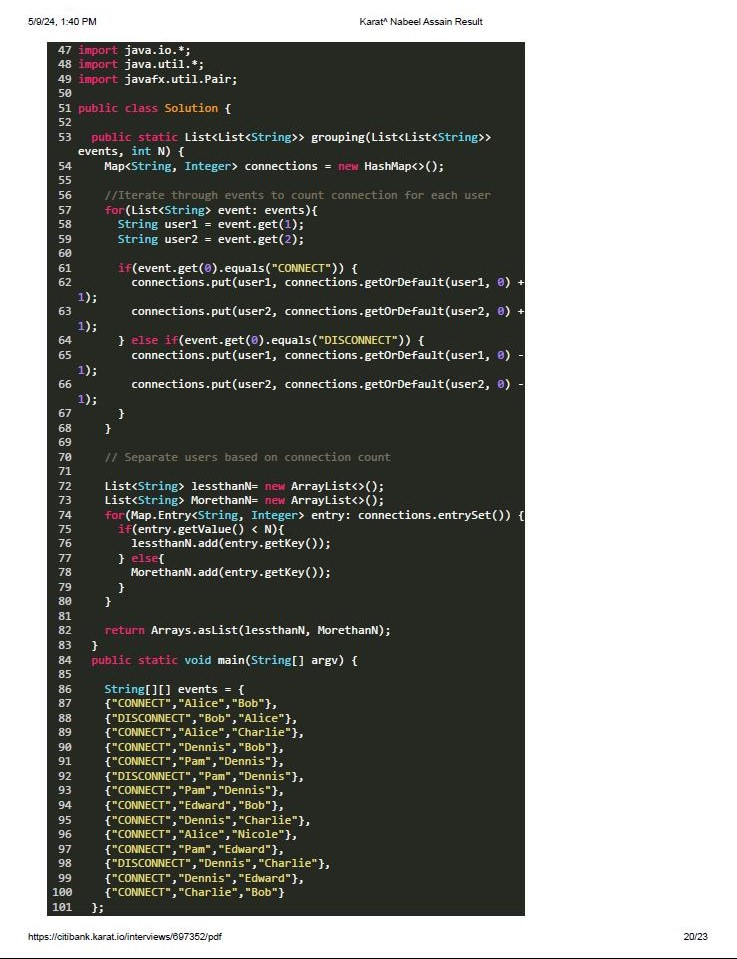 5/9/24, 1:40 PM
Karat^ Nabeel Assain Result
47 import java.io.*;
48 import java.util.*;
49 import javafx.util.Pair;
50
51 public class Solution {
52
53   public static List<List<String>> grouping(List<List<String>>
events, int N) {
54     Map<String, Integer> connections = new HashMap<>();
55
56     //Iterate through events to count connection for each user
57     for(List<String> event: events){
58       String user1 = event.get(1);
59       String user2 = event.get(2);
60
61       if(event.get(0).equals("CONNECT")) {
62         connections.put(user1, connections.getOrDefault(user1, 0) +
1);
63         connections.put(user2, connections.getOrDefault(user2, 0) +
1);
64       } else if(event.get(0).equals("DISCONNECT")) {
65         connections.put(user1, connections.getOrDefault(user1, 0) -
1);
66         connections.put(user2, connections.getOrDefault(user2, 0) -
1);
67       }
68     }
69
70     // Separate users based on connection count
71
72     List<String> lessthanN= new ArrayList<>();
73     List<String> MorethanN= new ArrayList<>();
74     for(Map.Entry<String, Integer> entry: connections.entrySet()) {
75       if(entry.getValue() < N){
76         lessthanN.add(entry.getKey());
77       } else{
78         MorethanN.add(entry.getKey());
79       }
80     }
81
82     return Arrays.asList(lessthanN, MorethanN);
83   }
84   public static void main(String[] argv) {
85
86     String[][] events = {
87     {"CONNECT","Alice","Bob"},
88     {"DISCONNECT","Bob","Alice"},
89     {"CONNECT","Alice","Charlie"},
90     {"CONNECT","Dennis","Bob"},
91     {"CONNECT","Pam","Dennis"},
92     {"DISCONNECT","Pam","Dennis"},
93     {"CONNECT","Pam","Dennis"},
94     {"CONNECT","Edward","Bob"},
95     {"CONNECT","Dennis","Charlie"},
96     {"CONNECT","Alice","Nicole"},
97     {"CONNECT","Pam","Edward"},
98     {"DISCONNECT","Dennis","Charlie"},
99     {"CONNECT","Dennis","Edward"},
100     {"CONNECT","Charlie","Bob"}
101   };
https://citibank.karat.io/interviews/697352/pdf
20/23